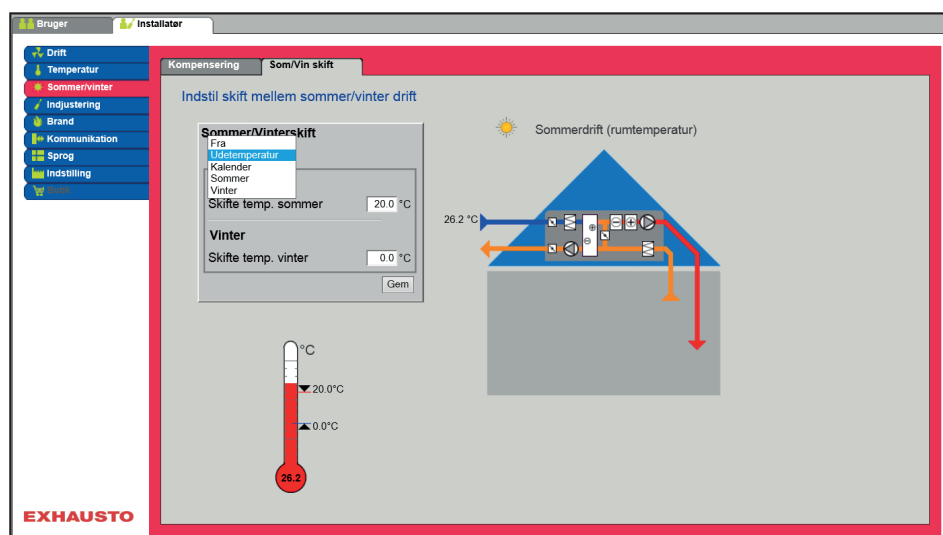 Bruger
Installatør
Drift
Temperatur
Sommer/vinter
Indjustering
Brand
Kommunikation
Sprog
Indstilling
Butik
Kompensering
Som/Vin skift
Indstil skift mellem sommer/vinter drift
Sommer/Vinterskift
Fra
Udetemperatur
Kalender
Sommer
Vinter
Skifte temp. sommer 20.0 °C
Vinter
Skifte temp. vinter 0.0 °C
Gem
Sommerdrift (rumtemperatur)
26.2 °C
°C
20.0°C
0.0°C
26.2
EXHAUSTO